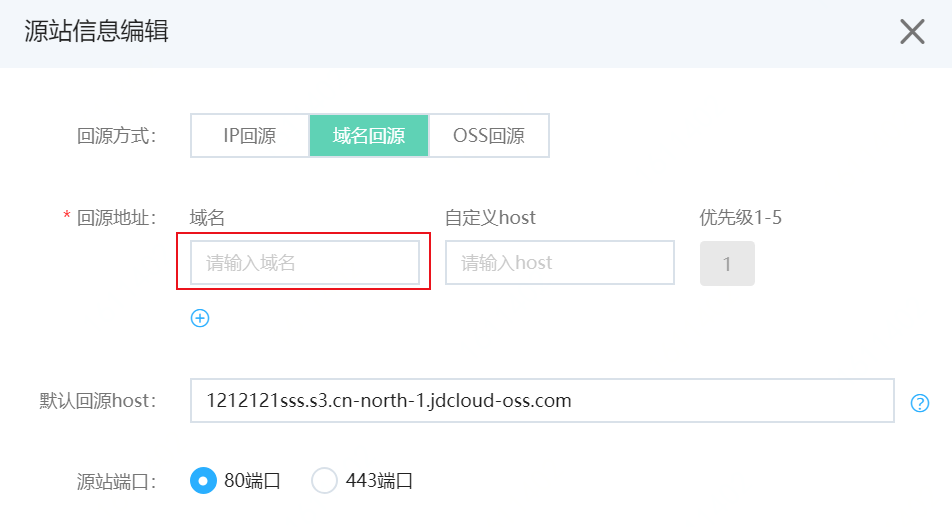 源站信息编辑
回源方式： IP回源 域名回源 OSS回源
* 回源地址： 域名 自定义host 优先级1-5
请输入域名 请输入host 1
默认回源host： 1212121sss.s3.cn-north-1.jdcloud-oss.com
源站端口： 80端口 443端口